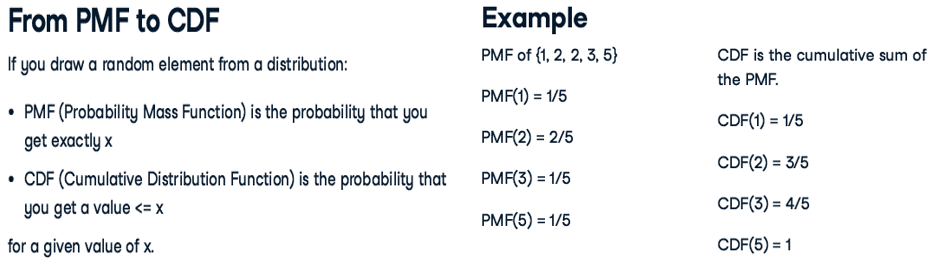 From PMF to CDF
If you draw a random element from a distribution:
• PMF (Probability Mass Function) is the probability that you
get exactly x
• CDF (Cumulative Distribution Function) is the probability that
you get a value <= x
for a given value of x.
Example
PMF of {1, 2, 2, 3, 5}
PMF(1) = 1/5
PMF(2) = 2/5
PMF(3) = 1/5
PMF(5) = 1/5
CDF is the cumulative sum of
the PMF.
CDF(1) = 1/5
CDF(2) = 3/5
CDF(3) = 4/5
CDF(5) = 1